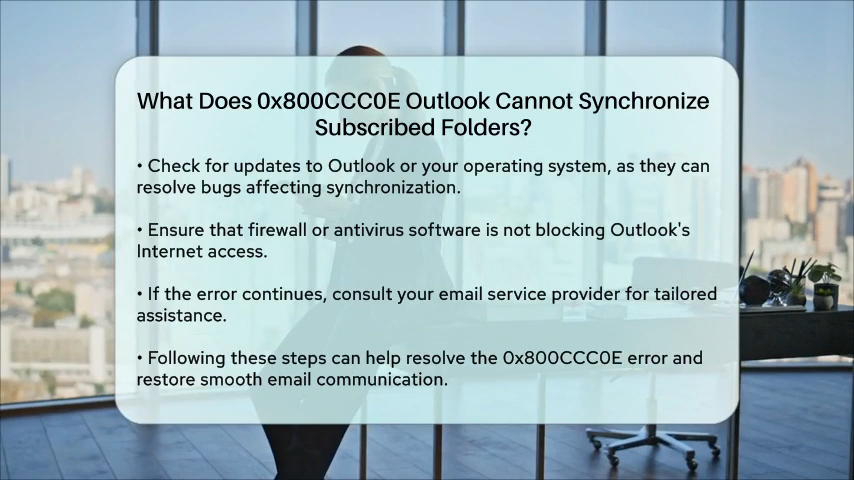 What Does 0x800CCC0E Outlook Cannot Synchronize
Subscribed Folders?
• Check for updates to Outlook or your operating system, as they can
resolve bugs affecting synchronization.
• Ensure that firewall or antivirus software is not blocking Outlook's
Internet access.
• If the error continues, consult your email service provider for tailored
assistance.
• Following these steps can help resolve the 0x800CCC0E error and
restore smooth email communication.